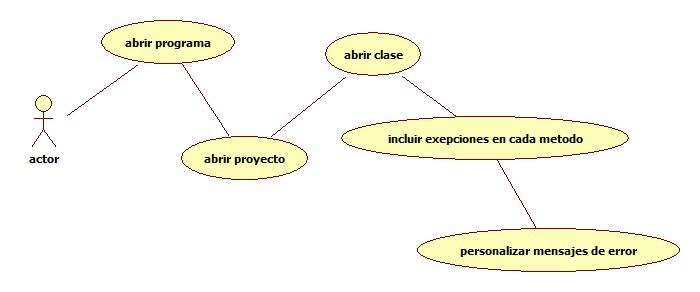 abrir programa
abrir clase
actor
abrir proyecto
incluir exepciones en cada metodo
personalizar mensajes de error